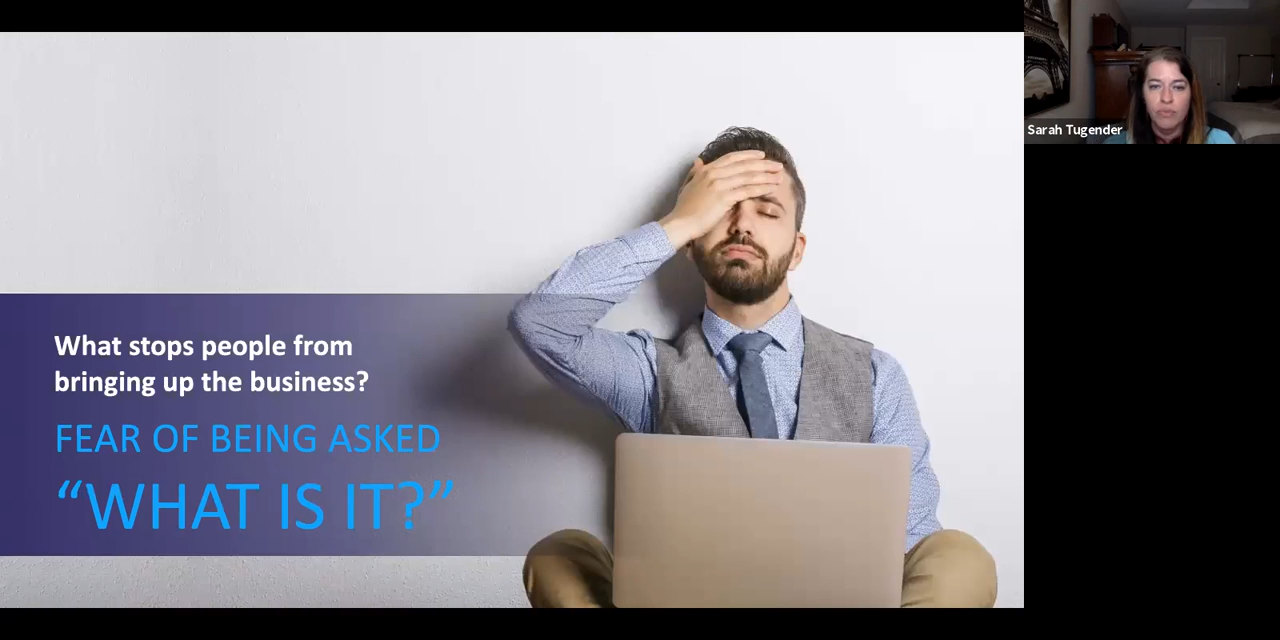 What stops people from
bringing up the business?
FEAR OF BEING ASKED
“WHAT IS IT?”
Sarah Tugender